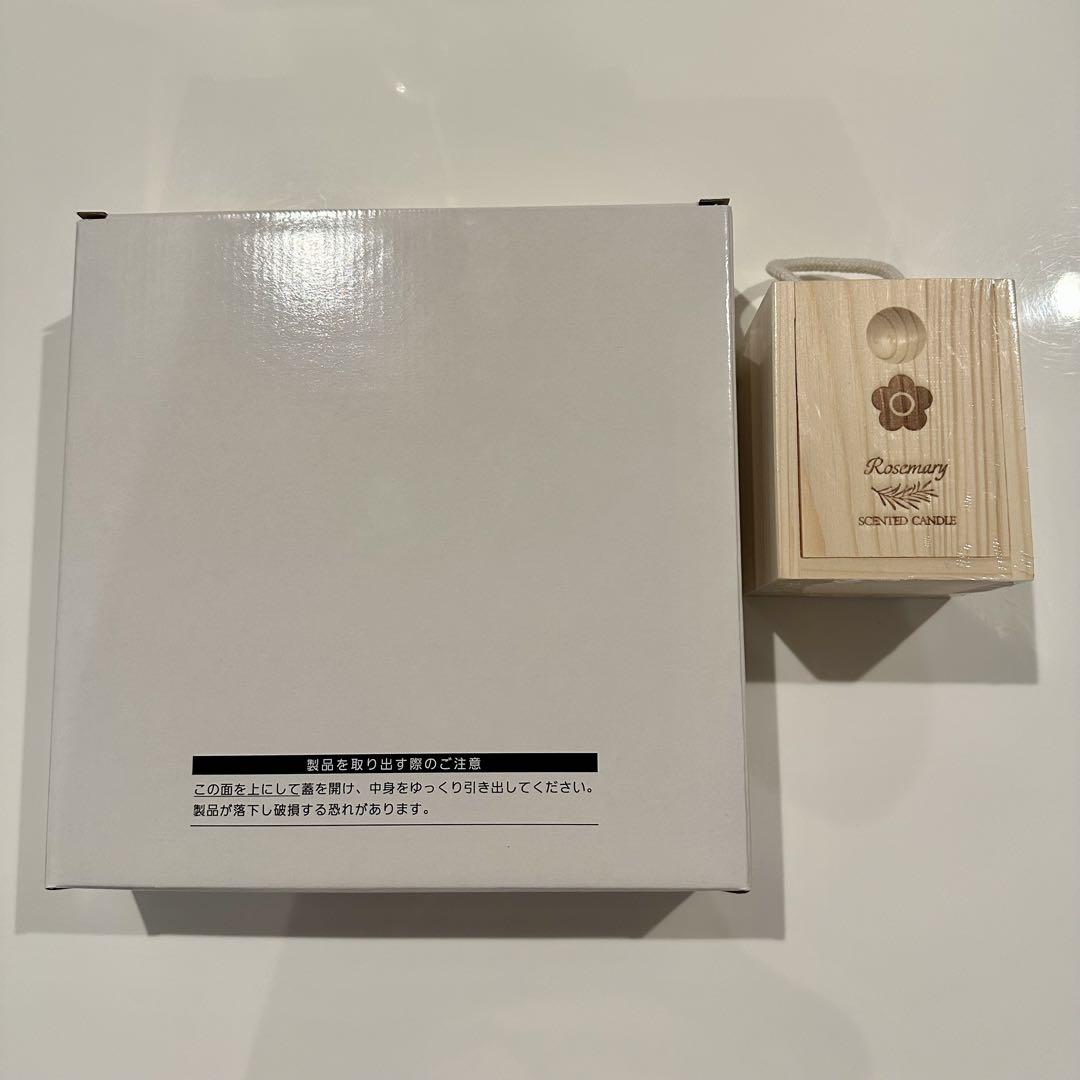 製品を取り出す際のご注意
この面を上にして蓋を開け、中身をゆっくり引き出してください。
製品が落下し破損する恐れがあります。
Rosemary
SCENTED CANDLE